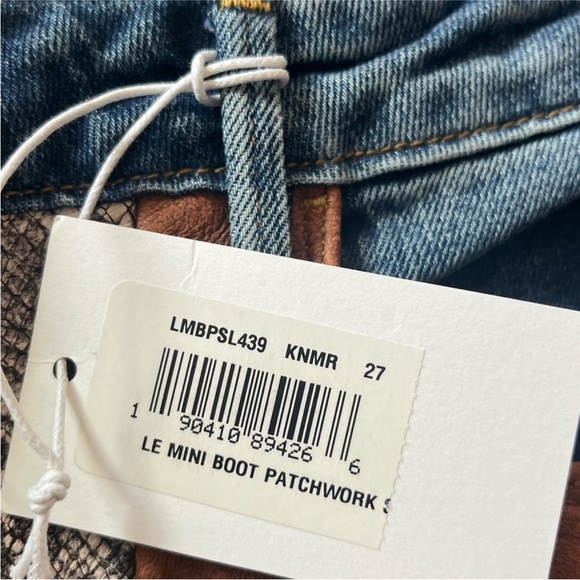 LMBPSL439 KNMR 27
1 90410 89426 6
LE MINI BOOT PATCHWORK S